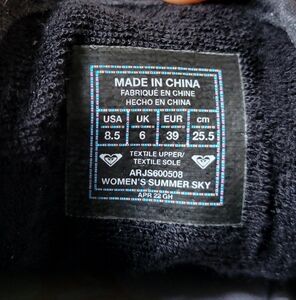 MADE IN CHINA
FABRIQUÉ EN CHINE
HECHO EN CHINA
USA UK EUR cm
8.5 6 39 25.5
TEXTILE UPPER/
TEXTILE SOLE
ARJS600508
WOMEN'S SUMMER SKY
APR 22 GH